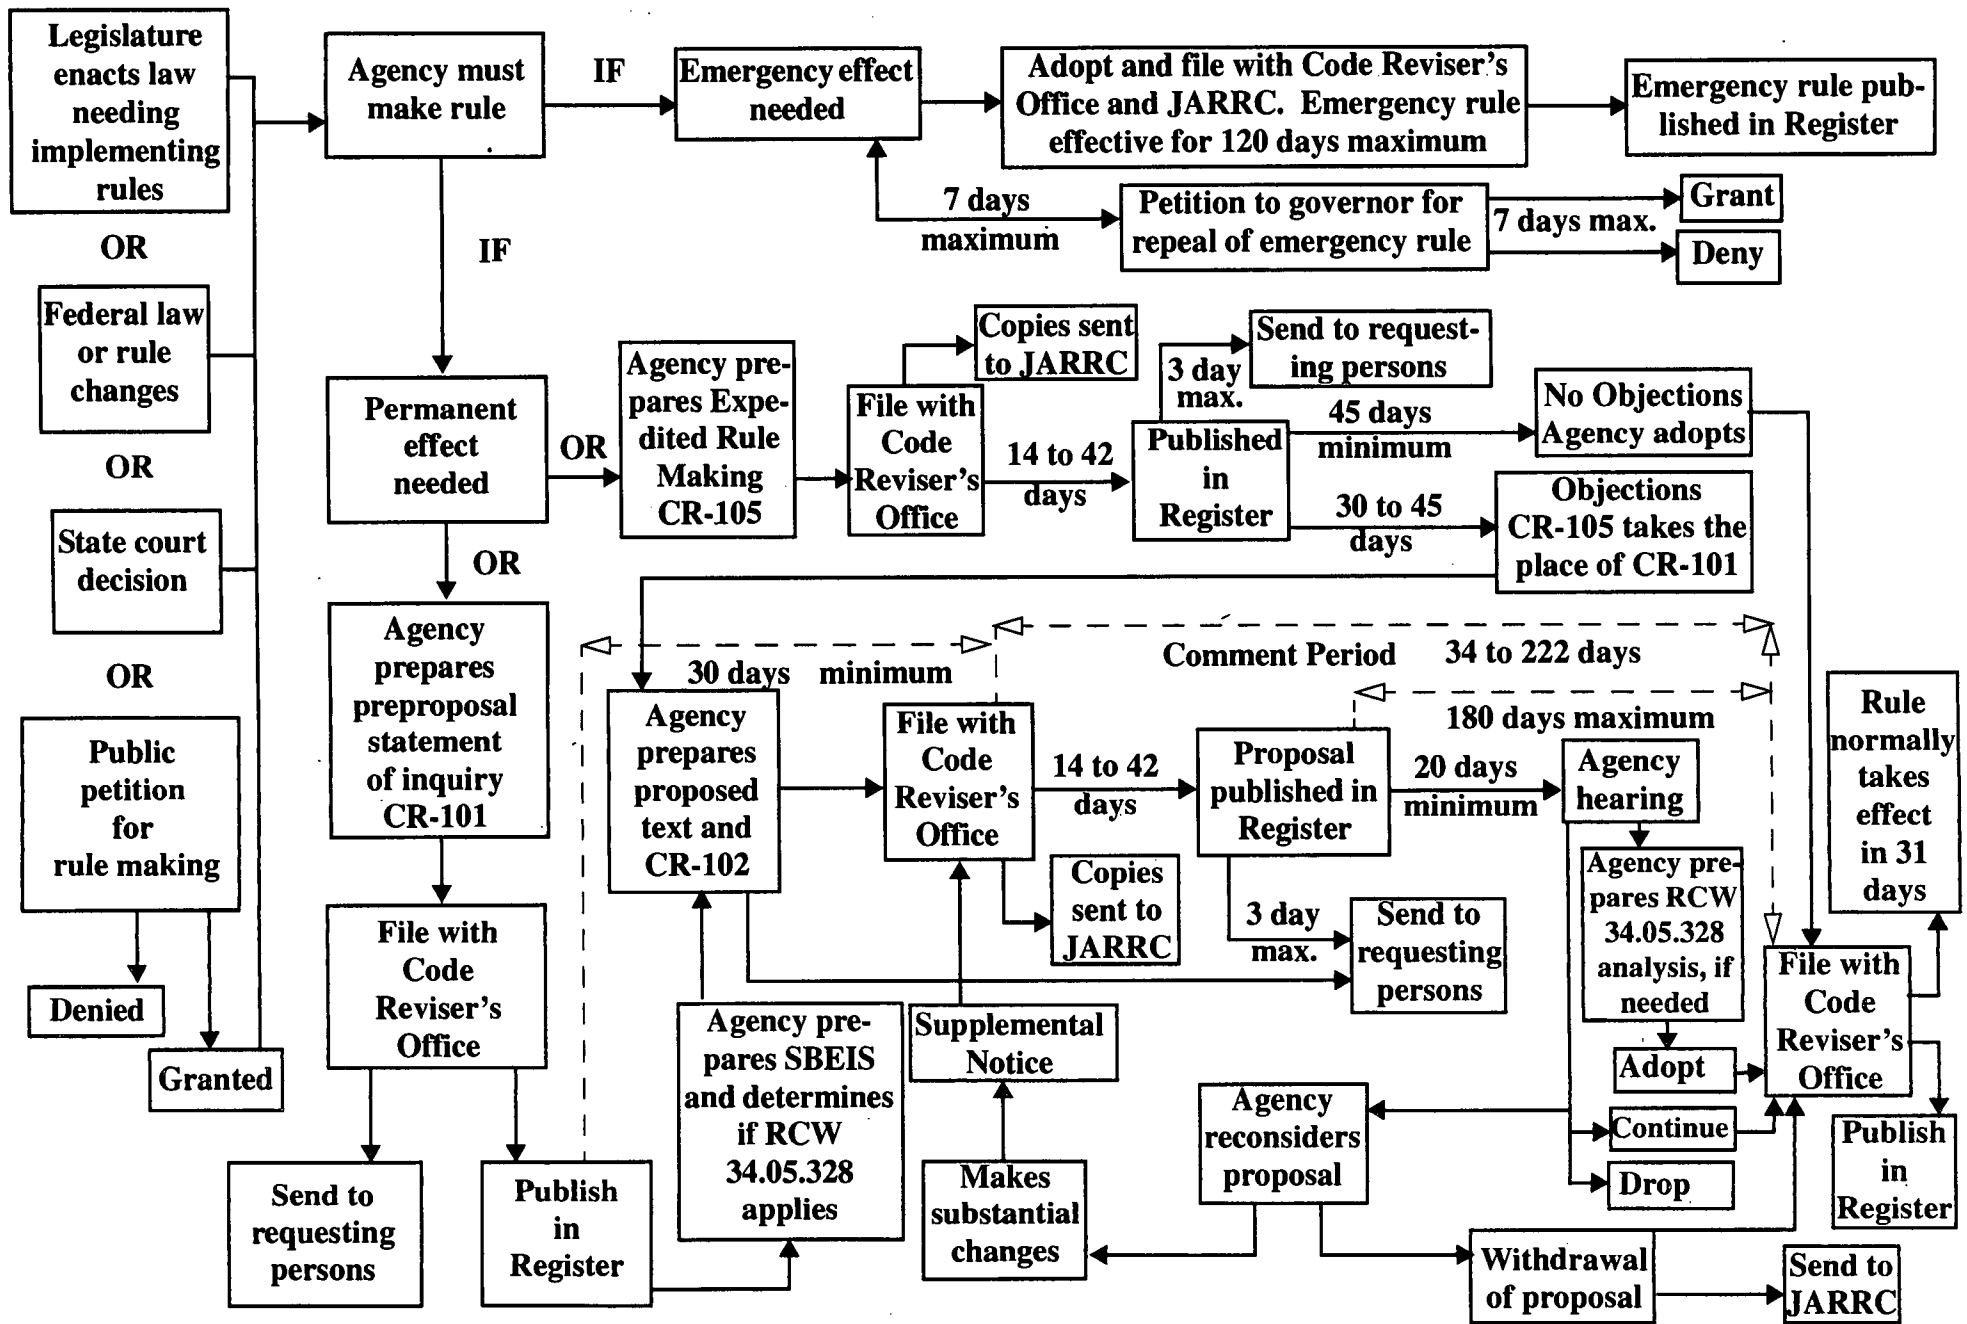 Legislature
enacts law
needing
implementing
rules
OR
Federal law
or rule
changes
OR
State court
decision
OR
Public
petition
for
rule making
Denied
Granted
Agency must
make rule
IF
Emergency effect
needed
Adopt and file with Code Reviser's
Office and JARRC. Emergency rule
effective for 120 days maximum
Emergency rule pub-
lished in Register
7 days
maximum
Petition to governor for
repeal of emergency rule
7 days max.
Grant
Deny
IF
Permanent
effect
needed
OR
Agency pre-
pares Expe-
dited Rule
Making
CR-105
File with
Code
Reviser's
Office
Copies sent
to JARRC
14 to 42
days
Published
in
Register
3 day
max.
Send to request-
ing persons
45 days
minimum
No Objections
Agency adopts
30 to 45
days
Objections
CR-105 takes the
place of CR-101
OR
Agency
prepares
preproposal
statement
of inquiry
CR-101
File with
Code
Reviser's
Office
Send to
requesting
persons
Publish
in
Register
30 days minimum
Agency
prepares
proposed
text and
CR-102
Agency pre-
pares SBEIS
and determines
if RCW
34.05.328
applies
File with
Code
Reviser's
Office
Copies
sent to
JARRC
Supplemental
Notice
Makes
substantial
changes
Comment Period 34 to 222 days
180 days maximum
14 to 42
days
Proposal
published in
Register
20 days
minimum
Agency
hearing
3 day
max.
Send to
requesting
persons
Agency pre-
pares RCW
34.05.328
analysis, if
needed
Adopt
Continue
Drop
Agency
reconsiders
proposal
Withdrawal
of proposal
Send to
JARRC
File with
Code
Reviser's
Office
Rule
normally
takes
effect
in 31
days
Publish
in
Register